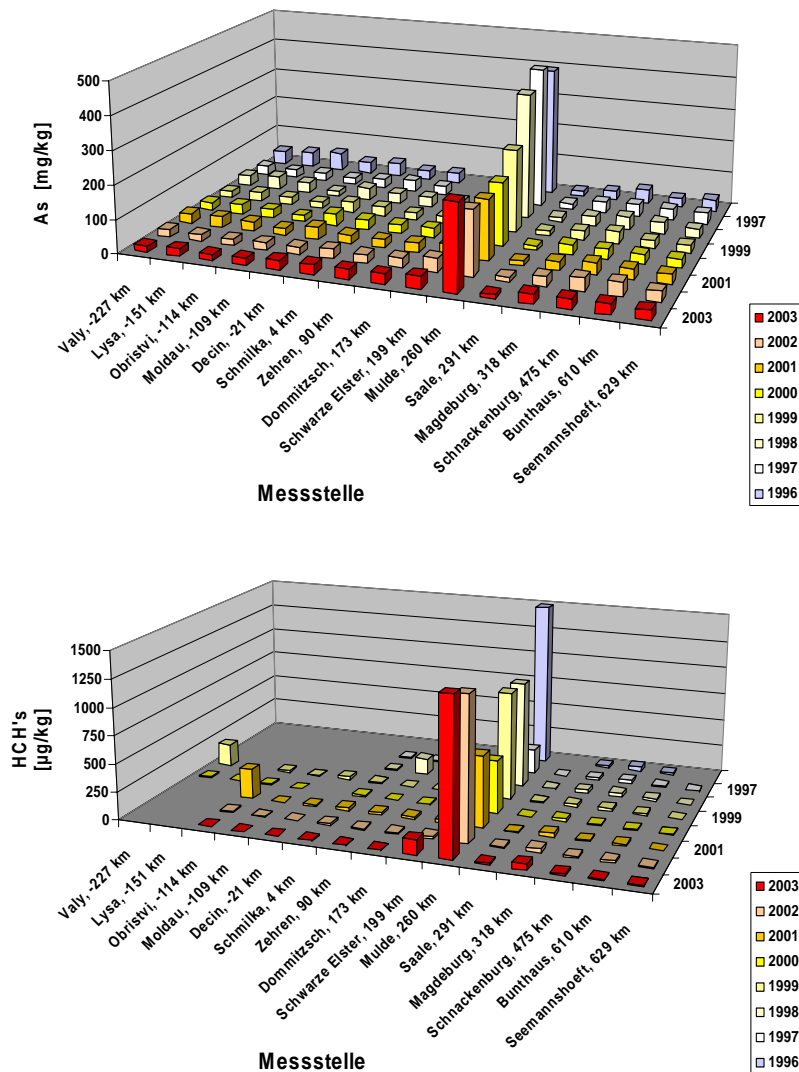 As [mg/kg]
500
400
300
200
100
0
Valy, -227 km
Lysa, -151 km
Obristvi, -114 km
Moldau, -109 km
Decin, -21 km
Schmilka, 4 km
Zehren, 90 km
Dommitzsch, 173 km
Schwarze Elster, 199 km
Mulde, 260 km
Saale, 291 km
Magdeburg, 318 km
Schnackenburg, 475 km
Bunthaus, 610 km
Seemannshoeft, 629 km
1997
1999
2001
2003
Messstelle
2003
2002
2001
2000
1999
1998
1997
1996
HCH's
[µg/kg]
1500
1250
1000
750
500
250
0
Valy, -227 km
Lysa, -151 km
Obristvi, -114 km
Moldau, -109 km
Decin, -21 km
Schmilka, 4 km
Zehren, 90 km
Dommitzsch, 173 km
Schwarze Elster, 199 km
Mulde, 260 km
Saale, 291 km
Magdeburg, 318 km
Schnackenburg, 475 km
Bunthaus, 610 km
Seemannshoeft, 629 km
1997
1999
2001
2003
Messstelle
2003
2002
2001
2000
1999
1998
1997
1996